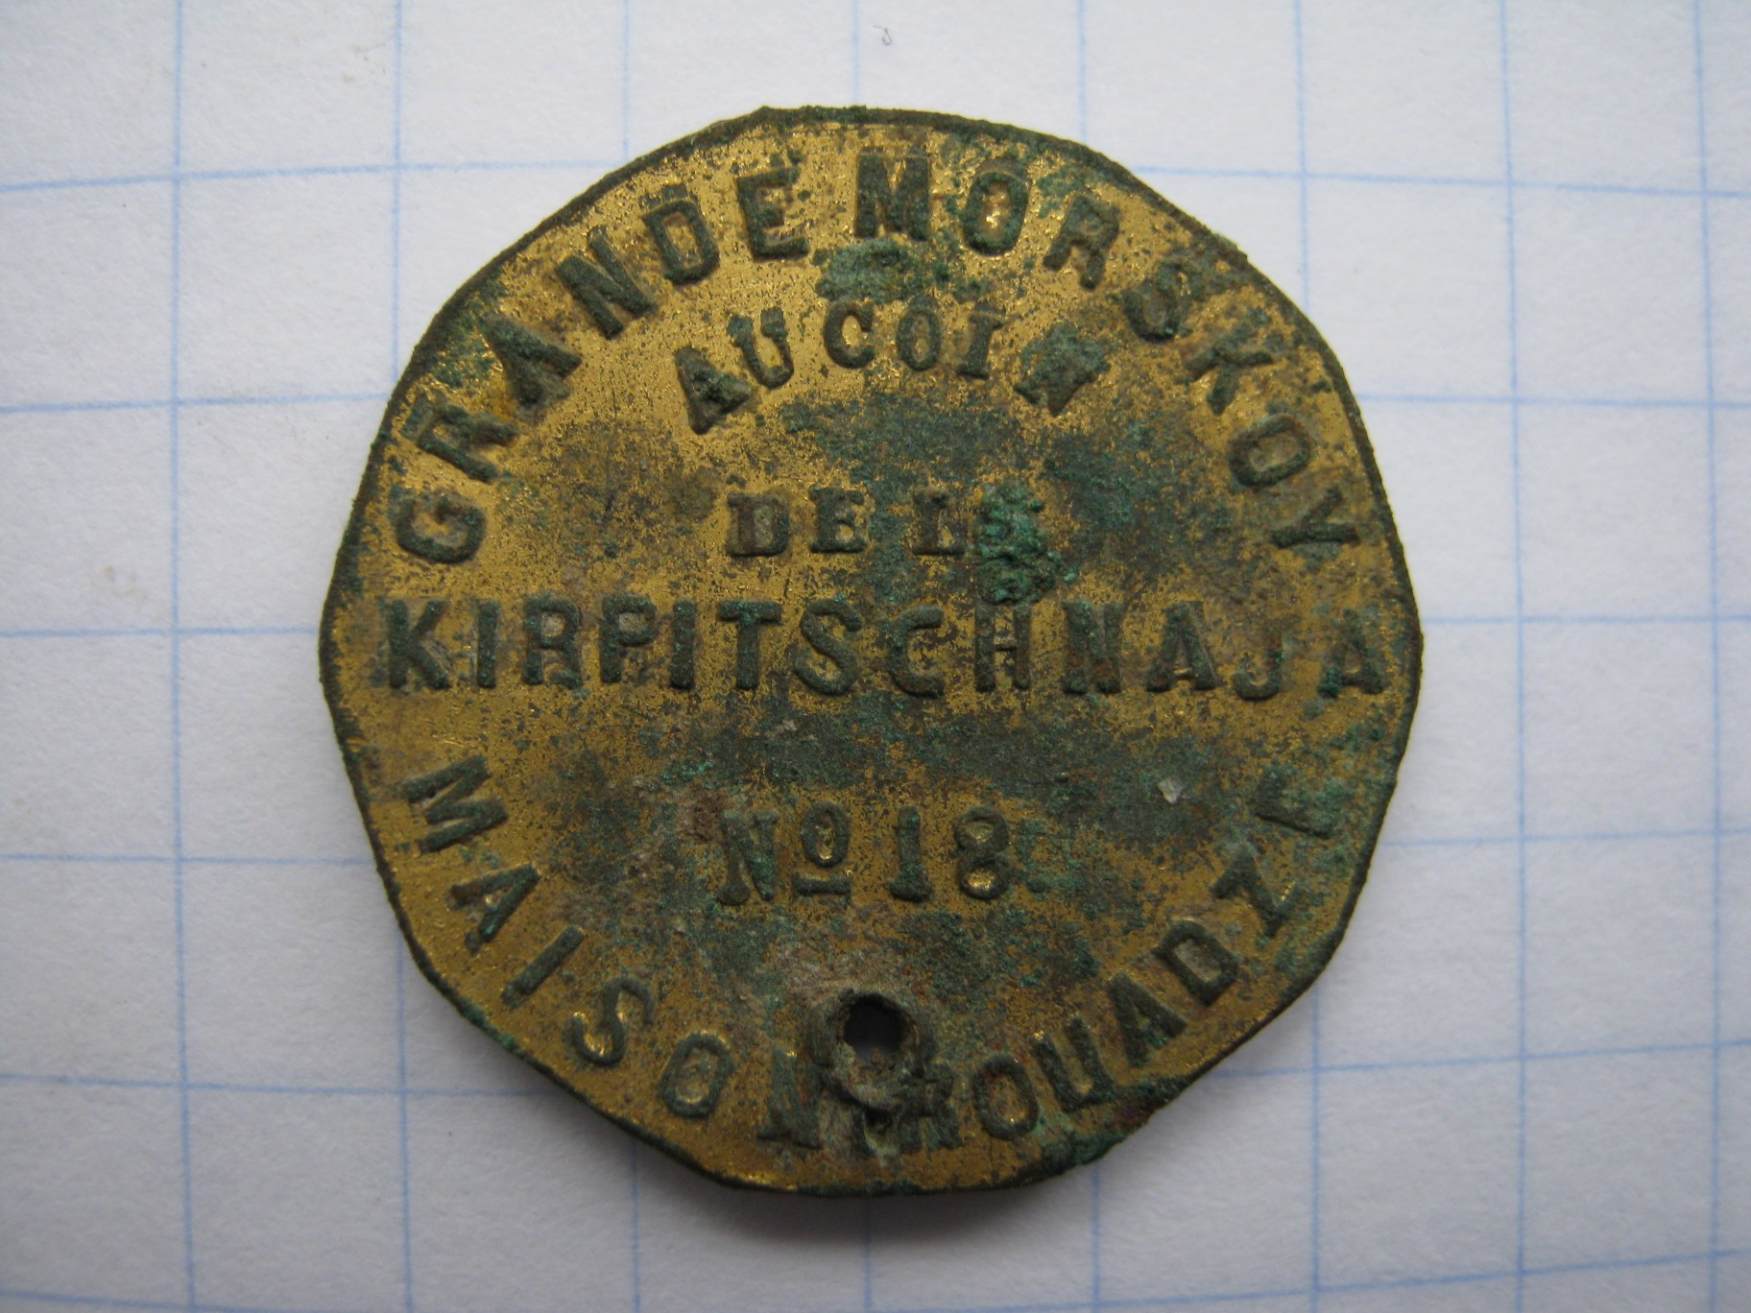 GRANDE MORSKOY
AU COIN
DE LA
KIRPITSCHNAJA
No 18
MAISON ROUADZE